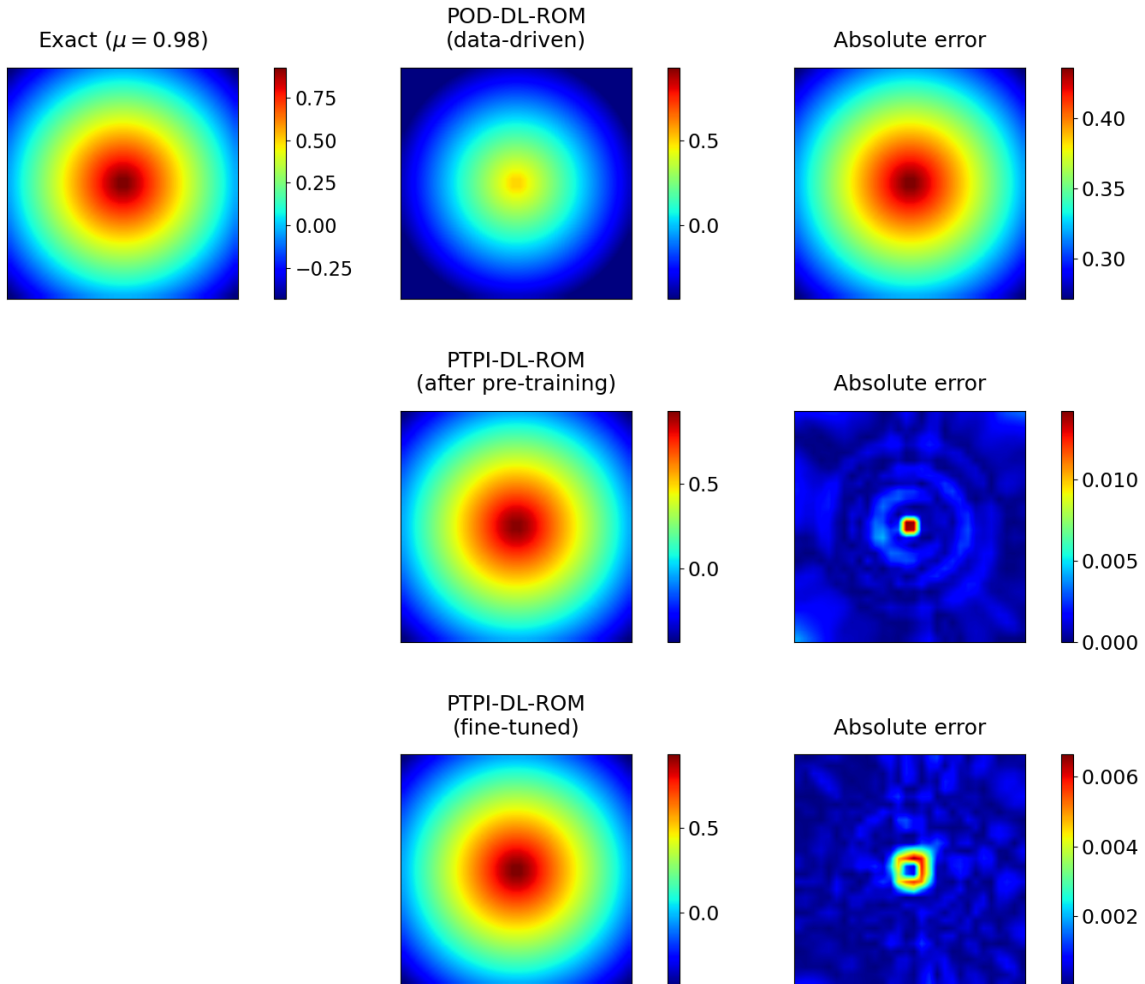 Exact (μ = 0.98)
POD-DL-ROM
(data-driven)
Absolute error
0.75
0.50
0.25
0.00
−0.25
0.5
0.0
0.40
0.35
0.30
PTPI-DL-ROM
(after pre-training)
Absolute error
0.5
0.0
0.010
0.005
0.000
PTPI-DL-ROM
(fine-tuned)
Absolute error
0.5
0.0
0.006
0.004
0.002